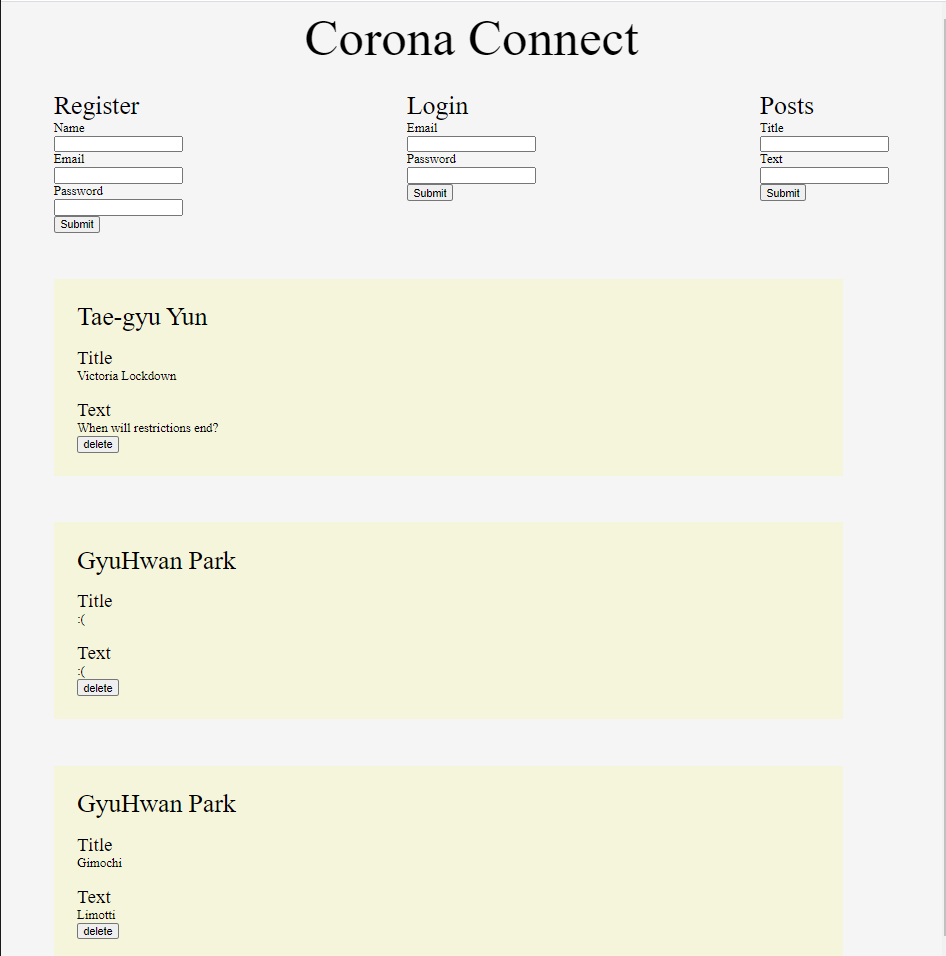 Corona Connect
Register
Name
Email
Password
Submit
Login
Email
Password
Submit
Posts
Title
Text
Submit
Tae-gyu Yun
Title
Victoria Lockdown
Text
When will restrictions end?
delete
GyuHwan Park
Title
:(
Text
:(
delete
GyuHwan Park
Title
Gimochi
Text
Limotti
delete